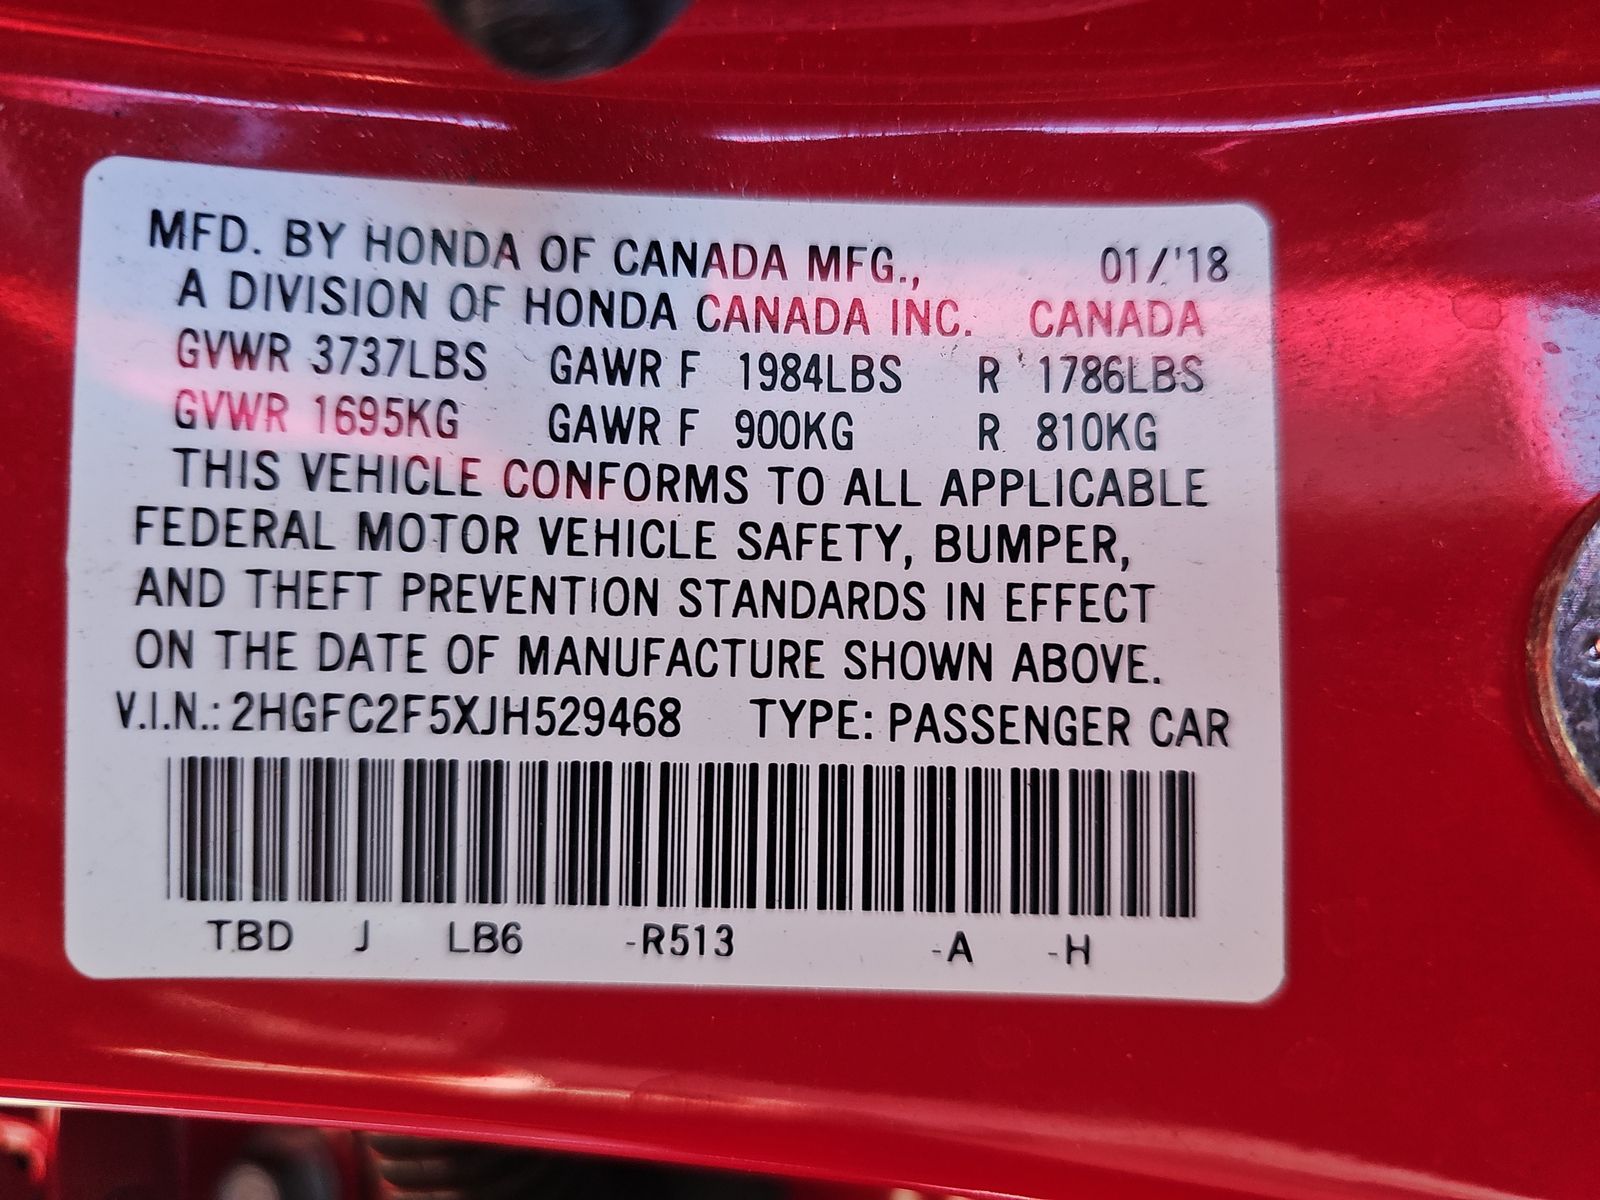 MFD. BY HONDA OF CANADA MFG., 01/'18
A DIVISION OF HONDA CANADA INC. CANADA
GVWR 3737LBS GAWR F 1984LBS R 1786LBS
GVWR 1695KG GAWR F 900KG R 810KG
THIS VEHICLE CONFORMS TO ALL APPLICABLE
FEDERAL MOTOR VEHICLE SAFETY, BUMPER,
AND THEFT PREVENTION STANDARDS IN EFFECT
ON THE DATE OF MANUFACTURE SHOWN ABOVE.
V.I.N.: 2HGFC2F5XJH529468 TYPE: PASSENGER CAR
TBD J LB6 -R513 -A -H